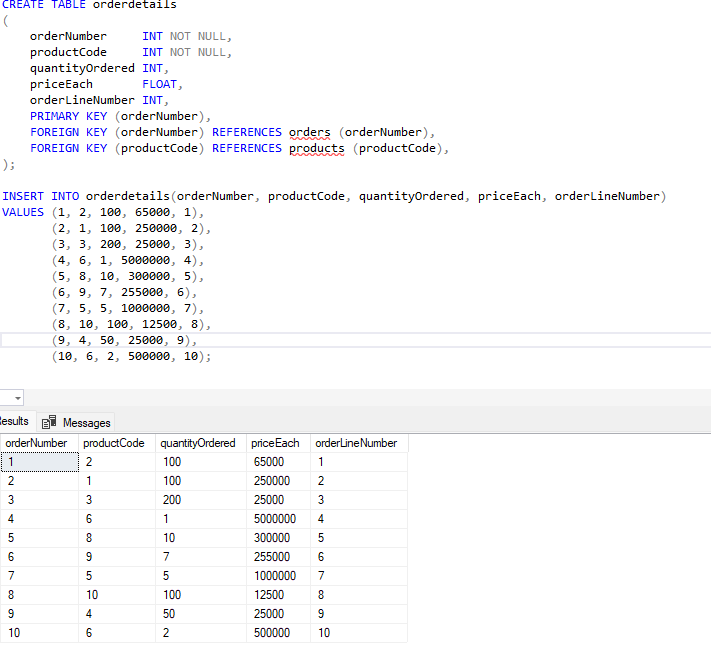 CREATE TABLE orderdetails
(
orderNumber INT NOT NULL,
productCode INT NOT NULL,
quantityOrdered INT,
priceEach FLOAT,
orderLineNumber INT,
PRIMARY KEY (orderNumber),
FOREIGN KEY (orderNumber) REFERENCES orders (orderNumber),
FOREIGN KEY (productCode) REFERENCES products (productCode),
);
INSERT INTO orderdetails(orderNumber, productCode, quantityOrdered, priceEach, orderLineNumber)
VALUES (1, 2, 100, 65000, 1),
(2, 1, 100, 250000, 2),
(3, 3, 200, 25000, 3),
(4, 6, 1, 5000000, 4),
(5, 8, 10, 300000, 5),
(6, 9, 7, 255000, 6),
(7, 5, 5, 1000000, 7),
(8, 10, 100, 12500, 8),
(9, 4, 50, 25000, 9),
(10, 6, 2, 500000, 10);
esults Messages
orderNumber productCode quantityOrdered priceEach orderLineNumber
1 2 100 65000 1
2 1 100 250000 2
3 3 200 25000 3
4 6 1 5000000 4
5 8 10 300000 5
6 9 7 255000 6
7 5 5 1000000 7
8 10 100 12500 8
9 4 50 25000 9
10 6 2 500000 10